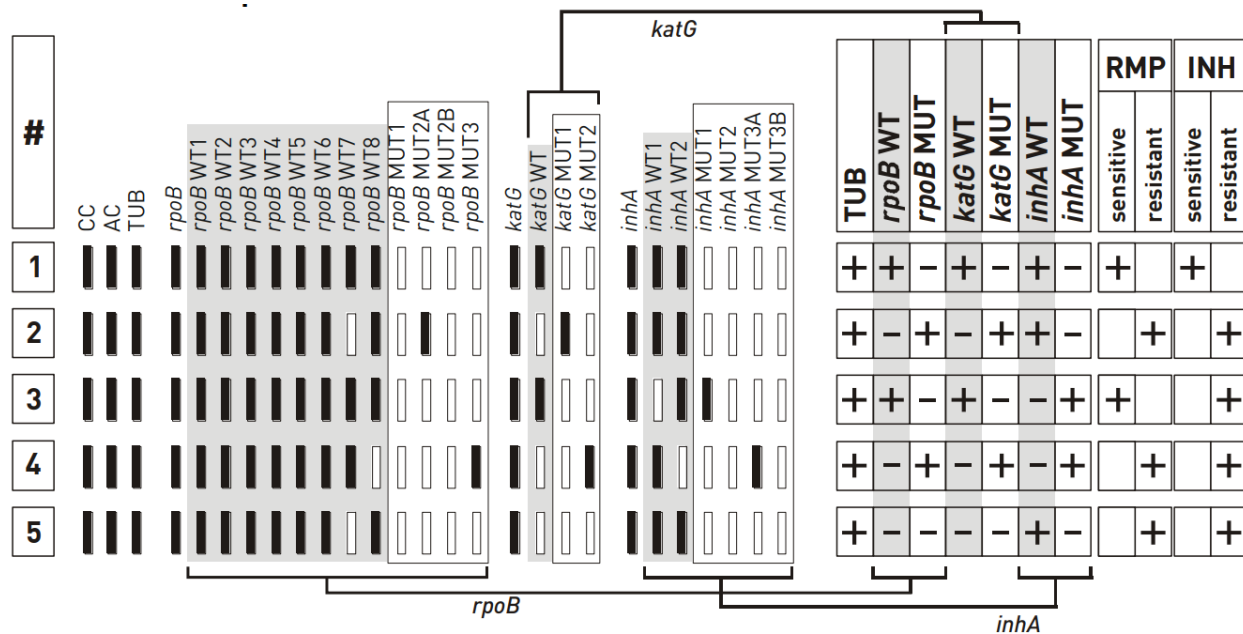 katG
#
CC
AC
TUB
rpoB
rpoB WT1
rpoB WT2
rpoB WT3
rpoB WT4
rpoB WT5
rpoB WT6
rpoB WT7
rpoB WT8
rpoB MUT1
rpoB MUT2A
rpoB MUT2B
rpoB MUT3
katG
katG WT
katG MUT1
katG MUT2
inhA
inhA WT1
inhA WT2
inhA MUT1
inhA MUT2
inhA MUT3A
inhA MUT3B
TUB
rpoB WT
rpoB MUT
katG WT
katG MUT
inhA WT
inhA MUT
RMP INH
sensitive
resistant
sensitive
resistant
1 + + − + − + − + +
2 + − + − + + − + +
3 + + − + − − + + +
4 + − + − + − + + +
5 + − − − − + − + +
rpoB
inhA